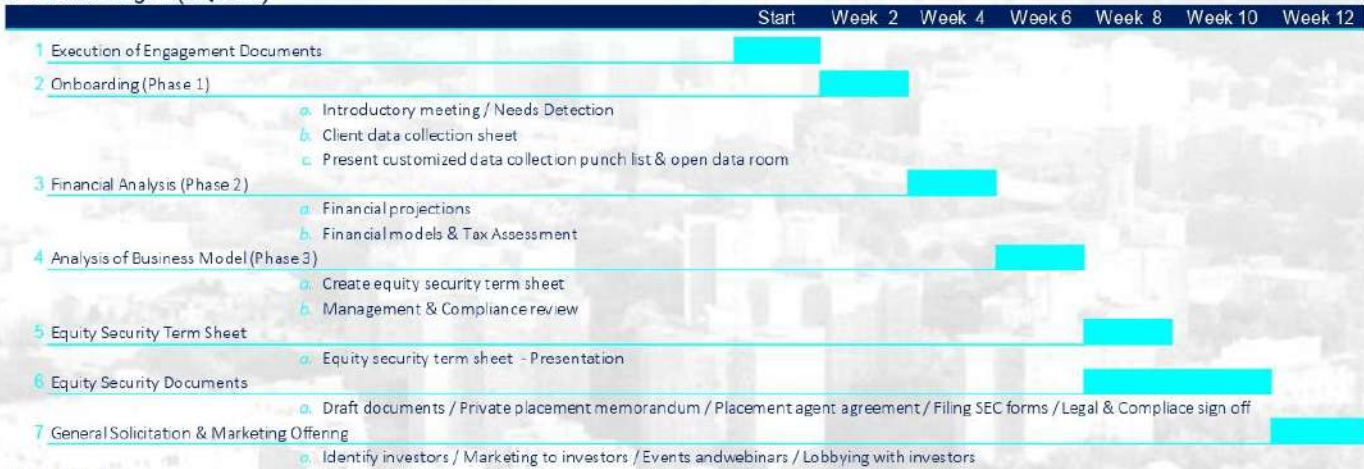 Start Week 2 Week 4 Week 6 Week 8 Week 10 Week 12
1 Execution of Engagement Documents
2 Onboarding (Phase 1)
a. Introductory meeting / Needs Detection
b. Client data collection sheet
c. Present customized data collection punch list & open data room
3 Financial Analysis (Phase 2)
a. Financial projections
b. Financial models & Tax Assessment
4 Analysis of Business Model (Phase 3)
a. Create equity security term sheet
b. Management & Compliance review
5 Equity Security Term Sheet
a. Equity security term sheet - Presentation
6 Equity Security Documents
a. Draft documents / Private placement memorandum / Placement agent agreement / Filing SEC forms / Legal & Compliace sign off
7 General Solicitation & Marketing Offering
a. Identify investors / Marketing to investors / Events andwebinars / Lobbying with investors